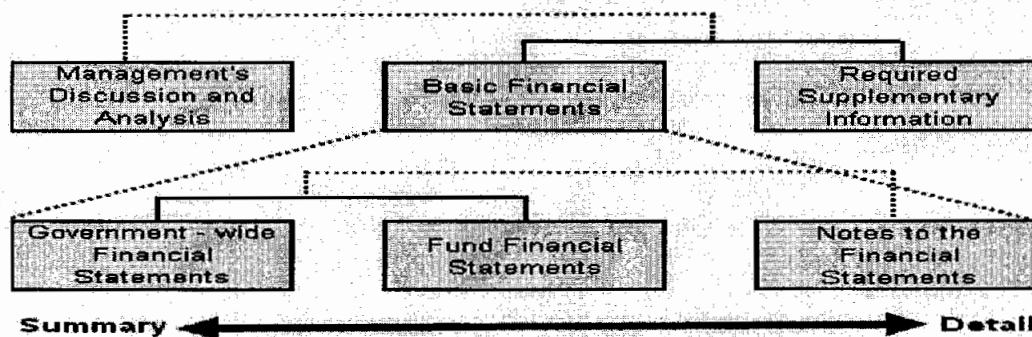 Management's
Discussion and
Analysis
Basic Financial
Statements
Required
Supplementary
Information
Government - wide
Financial
Statements
Fund Financial
Statements
Notes to the
Financial
Statements
Summary
Detail